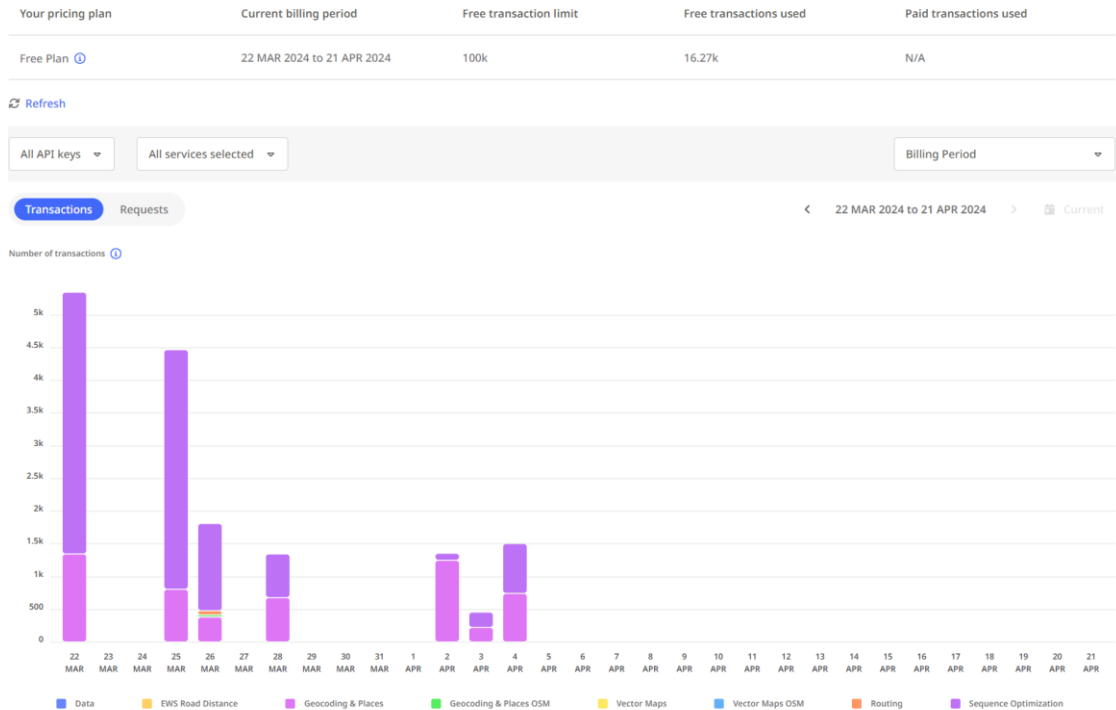 Your pricing plan Current billing period Free transaction limit Free transactions used Paid transactions used
Free Plan 22 MAR 2024 to 21 APR 2024 100k 16.27k N/A
Refresh
All API keys All services selected Billing Period
Transactions Requests 22 MAR 2024 to 21 APR 2024 Current
Number of transactions
5k
4.5k
4k
3.5k
3k
2.5k
2k
1.5k
1k
500
0
22 23 24 25 26 27 28 29 30 31 1 2 3 4 5 6 7 8 9 10 11 12 13 14 15 16 17 18 19 20 21
MAR MAR MAR MAR MAR MAR MAR MAR MAR MAR APR APR APR APR APR APR APR APR APR APR APR APR APR APR APR APR APR APR APR APR APR
Data EWS Road Distance Geocoding & Places Geocoding & Places OSM Vector Maps Vector Maps OSM Routing Sequence Optimization